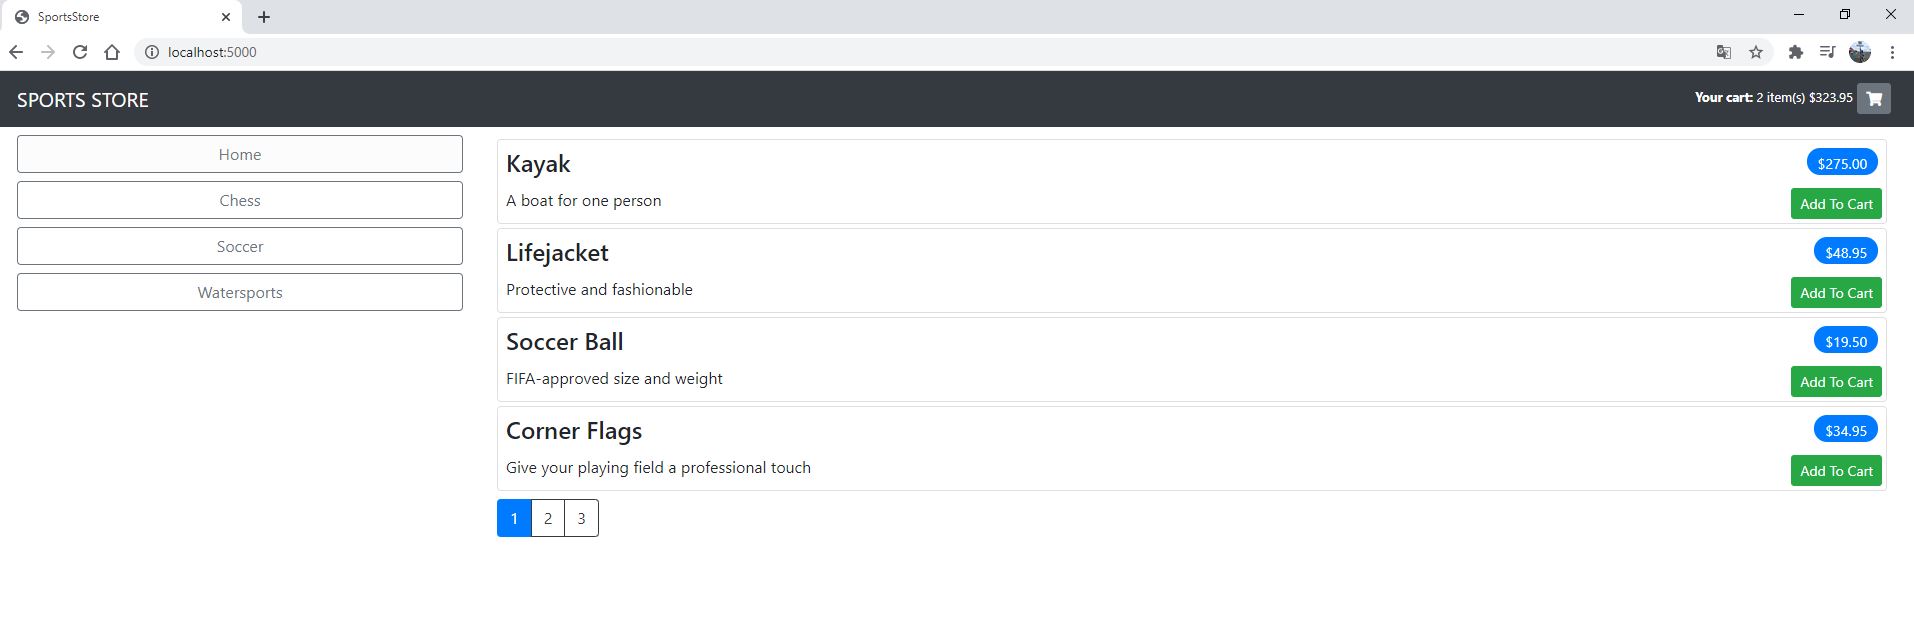 SportsStore
localhost:5000
SPORTS STORE
Your cart: 2 item(s) $323.95
Home
Chess
Soccer
Watersports
Kayak
$275.00
A boat for one person
Add To Cart
Lifejacket
$48.95
Protective and fashionable
Add To Cart
Soccer Ball
$19.50
FIFA-approved size and weight
Add To Cart
Corner Flags
$34.95
Give your playing field a professional touch
Add To Cart
1 2 3